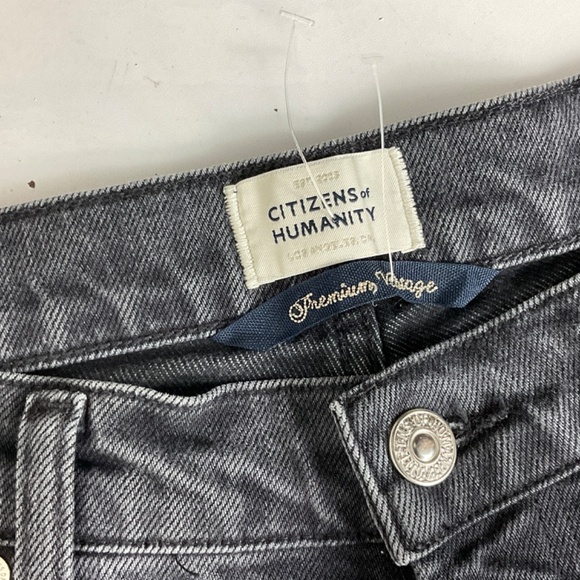 EST. 2003
CITIZENS of
HUMANITY
LOS ANGELES, CA
Premium Vintage